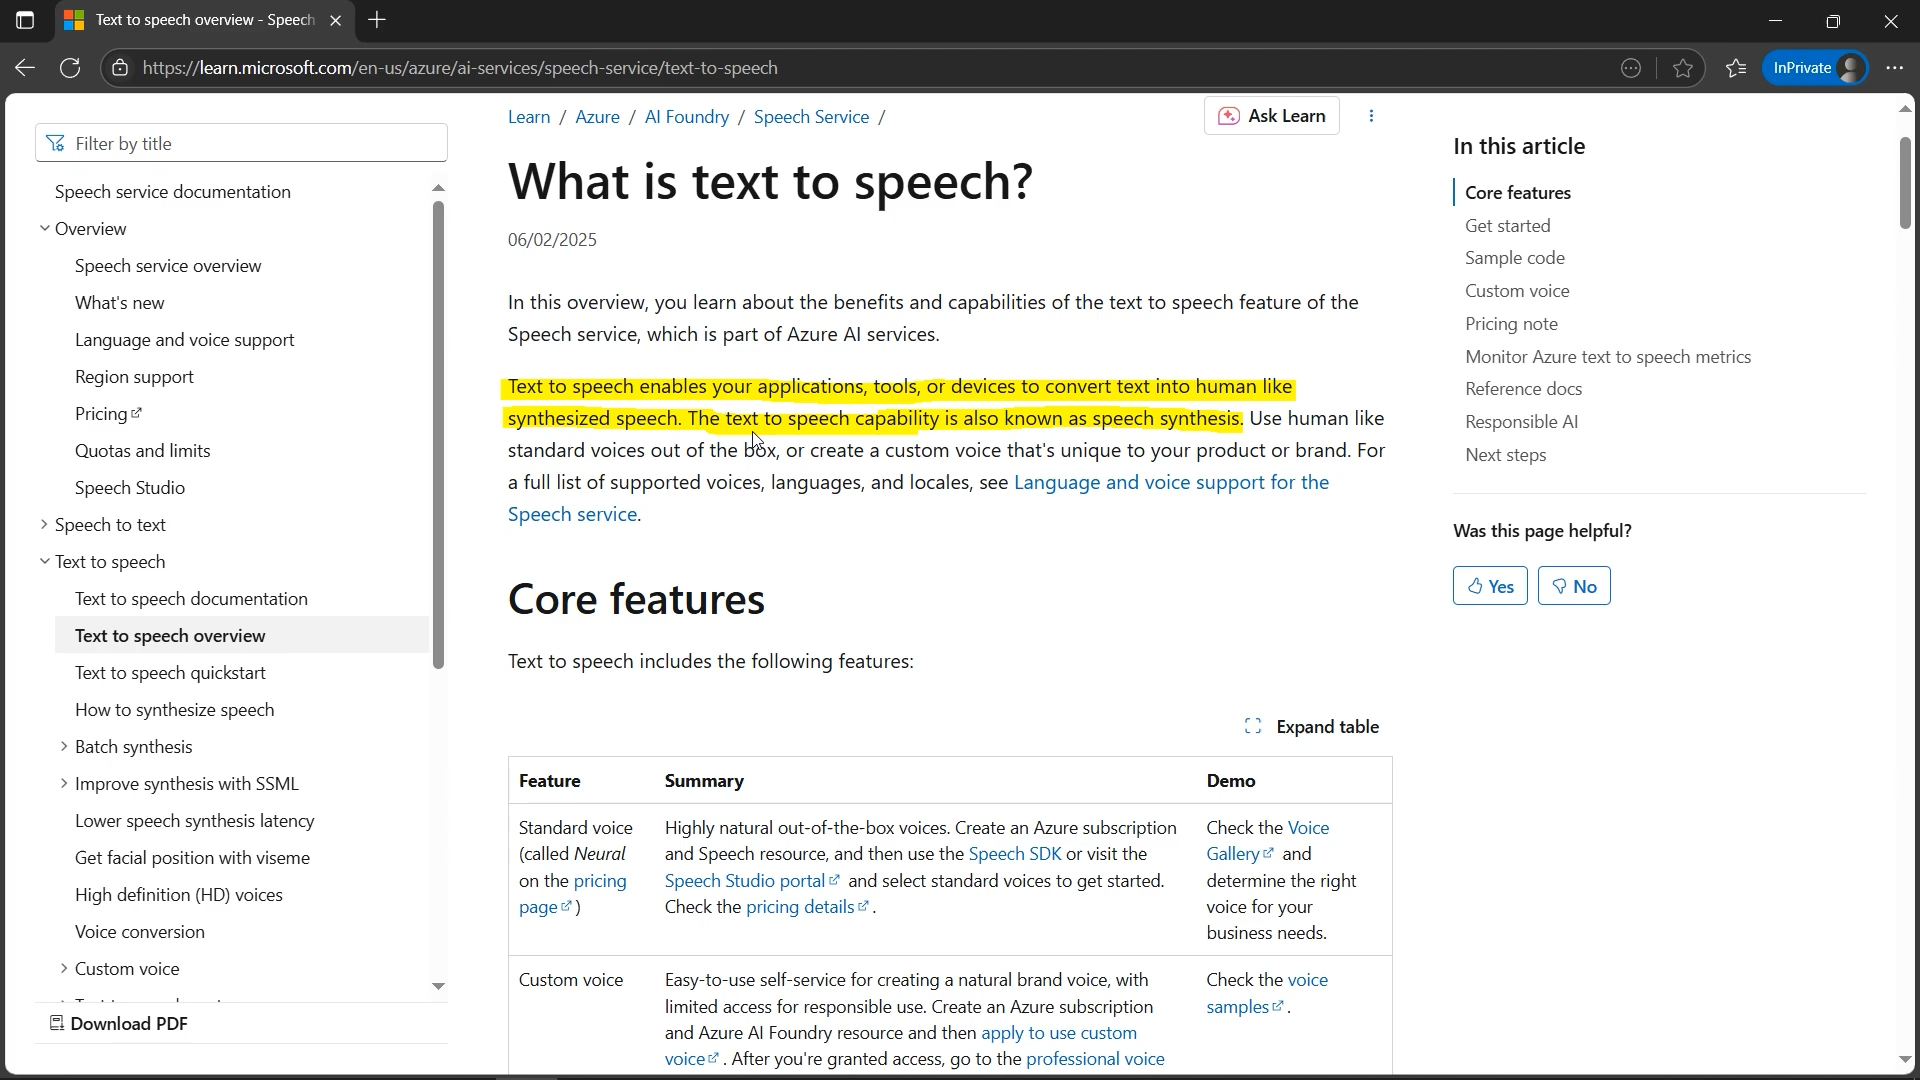 Text to speech overview - Speech
https://learn.microsoft.com/en-us/azure/ai-services/speech-service/text-to-speech
InPrivate
Filter by title
Speech service documentation
Overview
Speech service overview
What's new
Language and voice support
Region support
Pricing
Quotas and limits
Speech Studio
Speech to text
Text to speech
Text to speech documentation
Text to speech overview
Text to speech quickstart
How to synthesize speech
Batch synthesis
Improve synthesis with SSML
Lower speech synthesis latency
Get facial position with viseme
High definition (HD) voices
Voice conversion
Custom voice
Download PDF
Learn / Azure / AI Foundry / Speech Service /
Ask Learn
What is text to speech?
06/02/2025
In this overview, you learn about the benefits and capabilities of the text to speech feature of the
Speech service, which is part of Azure AI services.
Text to speech enables your applications, tools, or devices to convert text into human like
synthesized speech. The text to speech capability is also known as speech synthesis. Use human like
standard voices out of the box, or create a custom voice that's unique to your product or brand. For
a full list of supported voices, languages, and locales, see Language and voice support for the
Speech service.
Core features
Text to speech includes the following features:
Expand table
Feature Summary Demo
Standard voice Highly natural out-of-the-box voices. Create an Azure subscription Check the Voice
(called Neural and Speech resource, and then use the Speech SDK or visit the Gallery and
on the pricing Speech Studio portal and select standard voices to get started. determine the right
page ) Check the pricing details . voice for your
business needs.
Custom voice Easy-to-use self-service for creating a natural brand voice, with Check the voice
limited access for responsible use. Create an Azure subscription samples .
and Azure AI Foundry resource and then apply to use custom
voice . After you're granted access, go to the professional voice
In this article
Core features
Get started
Sample code
Custom voice
Pricing note
Monitor Azure text to speech metrics
Reference docs
Responsible AI
Next steps
Was this page helpful?
Yes
No